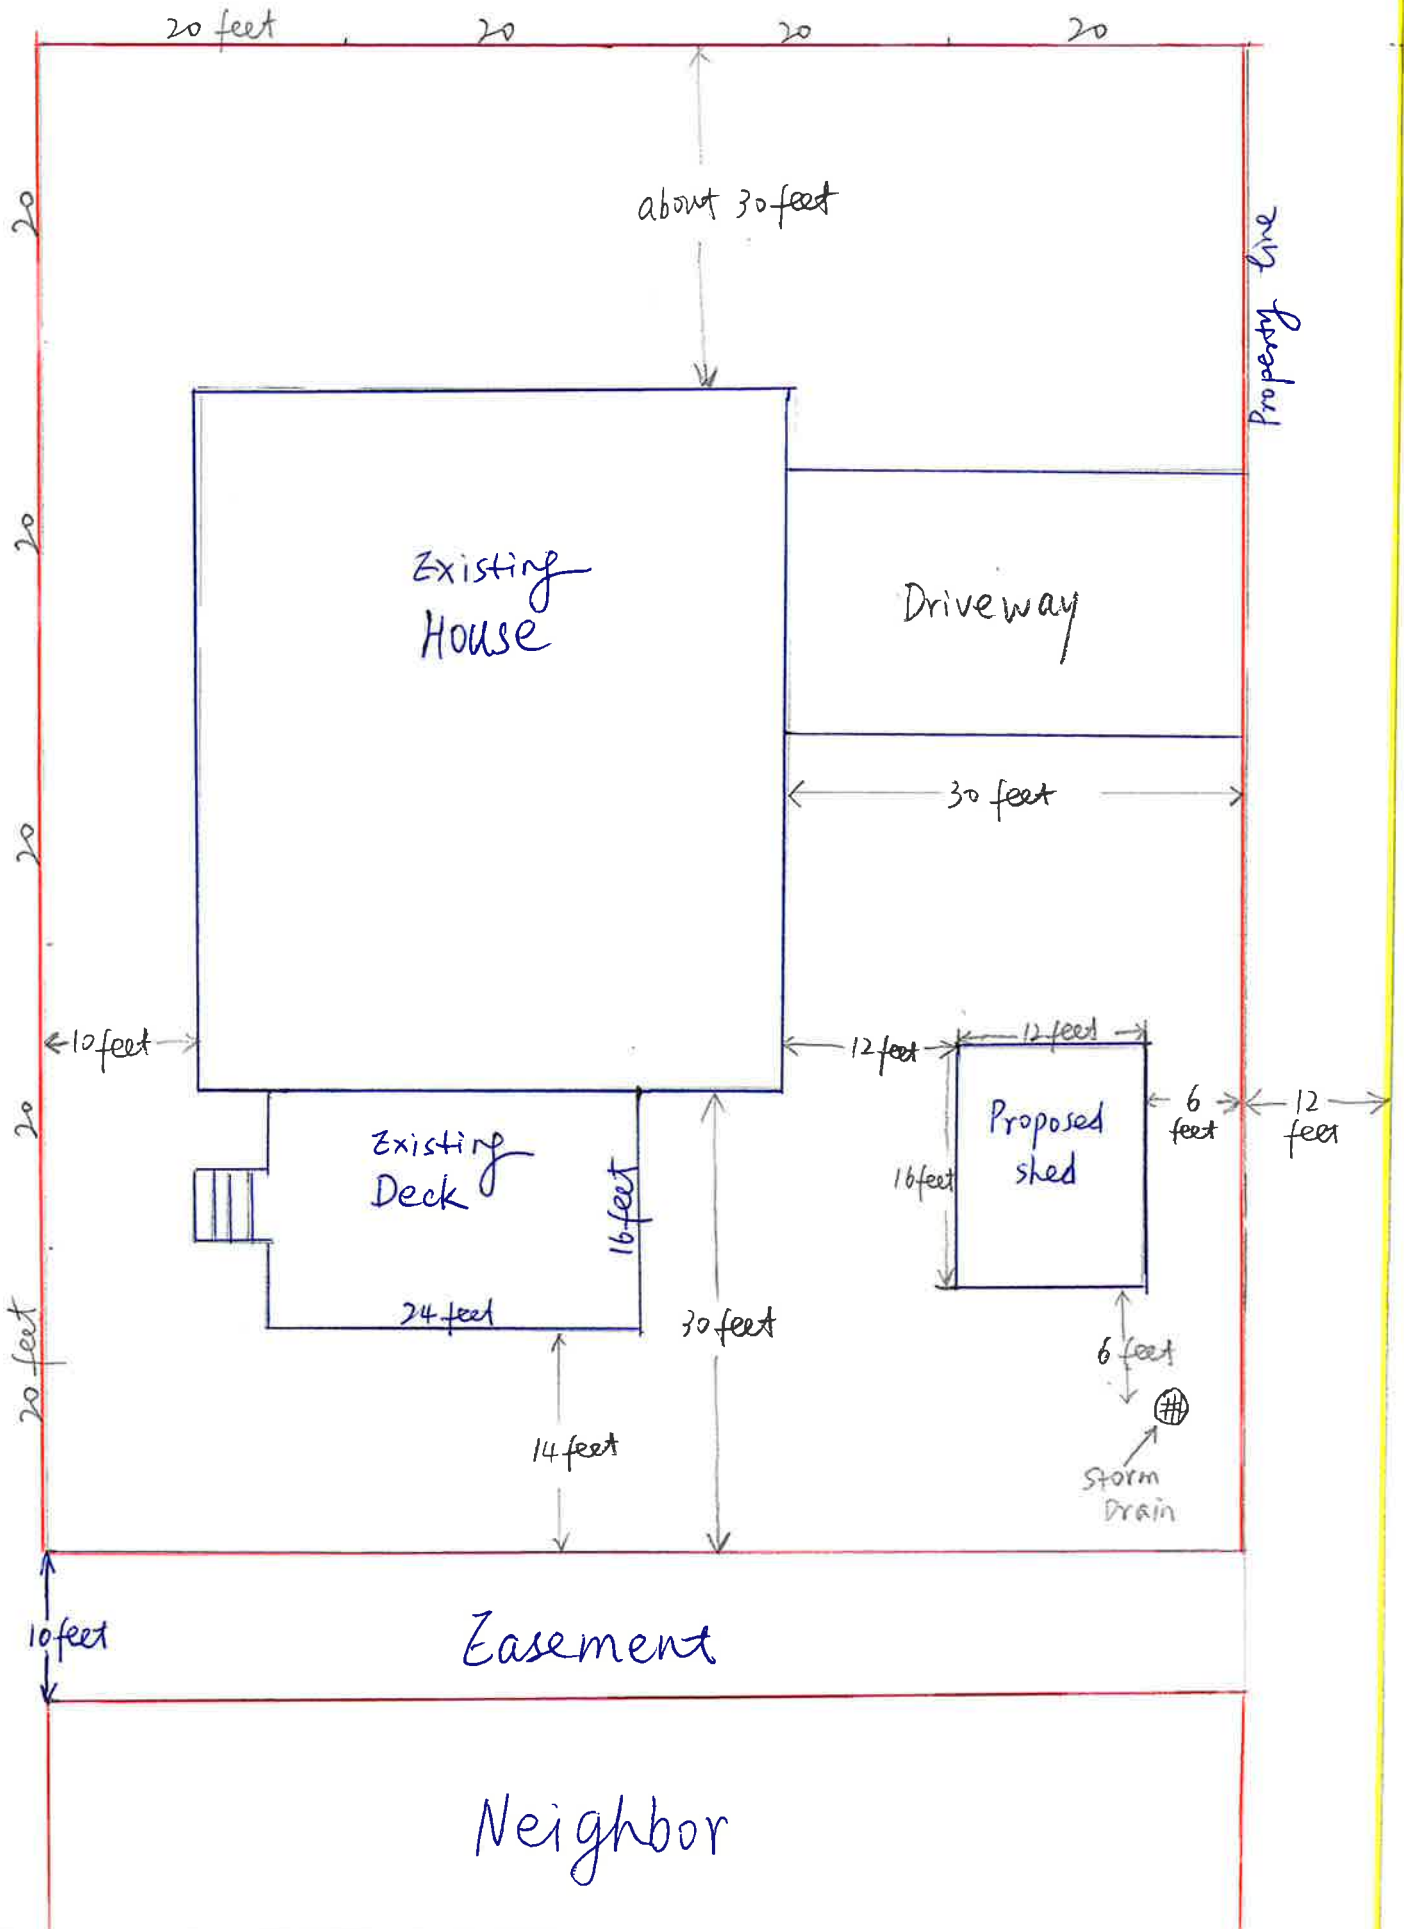 20 feet
20
20
20
20
about 30 feet
Property line
20
Existing
House
Driveway
30 feet
20
10 feet
12 feet
12 feet
6
feet
12
feet
20
Existing
Deck
16 feet
Proposed
shed
16 feet
24 feet
30 feet
6 feet
20 feet
14 feet
Storm
Drain
10 feet
Easement
Neighbor